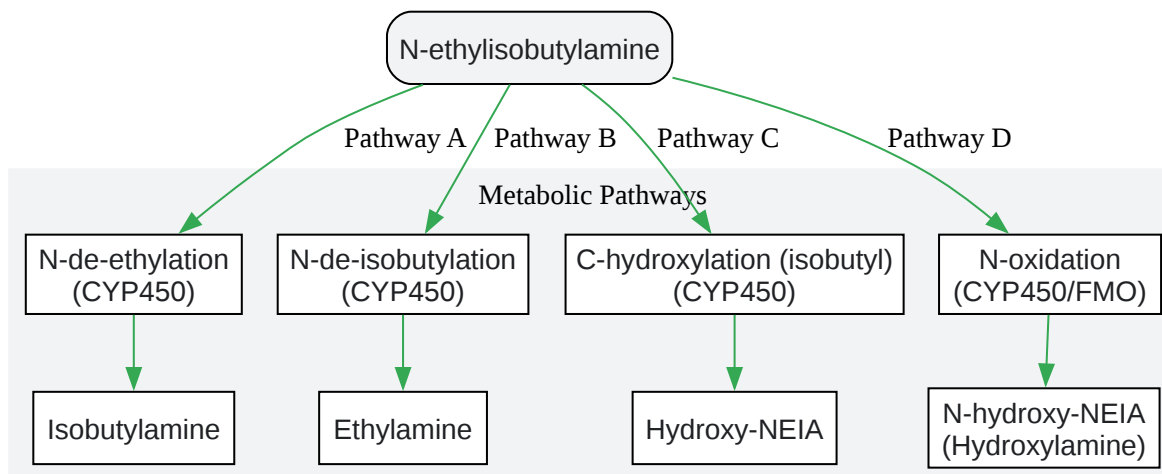 N-ethylisobutylamine
Pathway A
Pathway B
Pathway C
Pathway D
Metabolic Pathways
N-de-ethylation
(CYP450)
N-de-isobutylation
(CYP450)
C-hydroxylation (isobutyl)
(CYP450)
N-oxidation
(CYP450/FMO)
Isobutylamine
Ethylamine
Hydroxy-NEIA
N-hydroxy-NEIA
(Hydroxylamine)